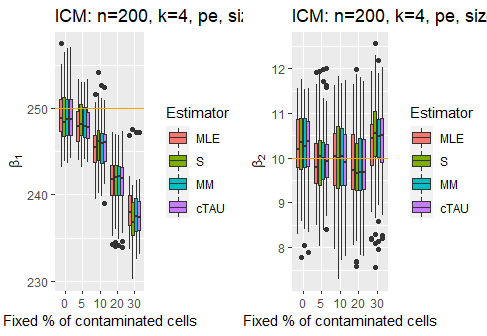 ICM: n=200, k=4, pe, siz
250
240
230
β1
0 5 10 20 30
Fixed % of contaminated cells
Estimator
MLE
S
MM
cTAU
ICM: n=200, k=4, pe, siz
12
11
10
9
8
β2
0 5 10 20 30
Fixed % of contaminated cells
Estimator
MLE
S
MM
cTAU